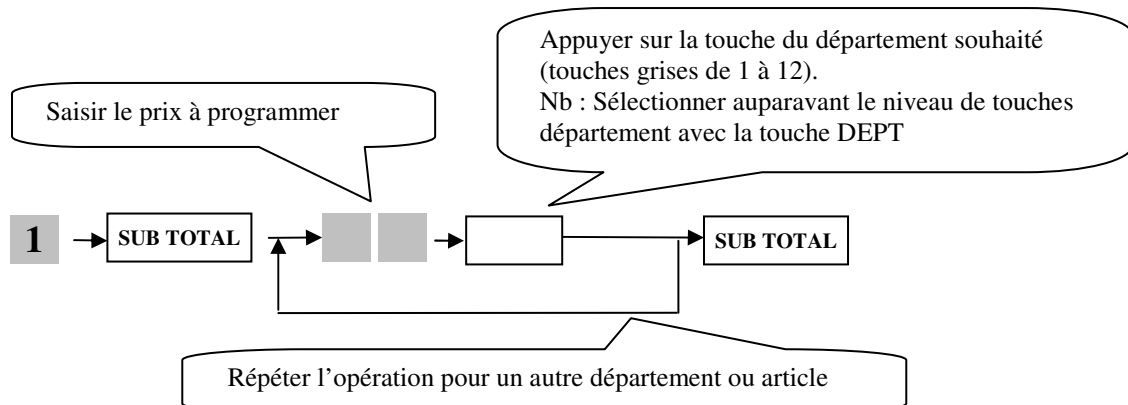 Appuyer sur la touche du département souhaité
(touches grises de 1 à 12).
Nb : Sélectionner auparavant le niveau de touches
département avec la touche DEPT
Saisir le prix à programmer
1
SUB TOTAL
SUB TOTAL
Répéter l’opération pour un autre département ou article